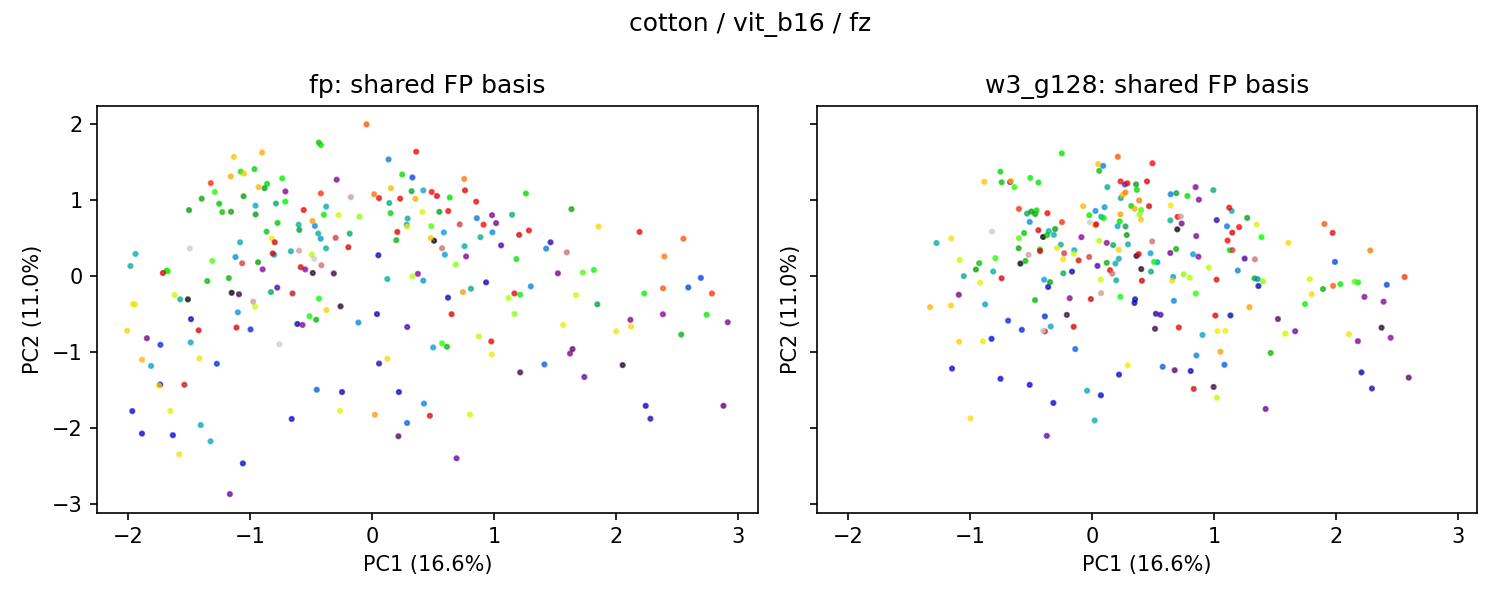 cotton / vit_b16 / fz
fp: shared FP basis
w3_g128: shared FP basis
2
1
0
−1
−2
−3
PC2 (11.0%)
PC2 (11.0%)
−2 −1 0 1 2 3
−2 −1 0 1 2 3
PC1 (16.6%)
PC1 (16.6%)